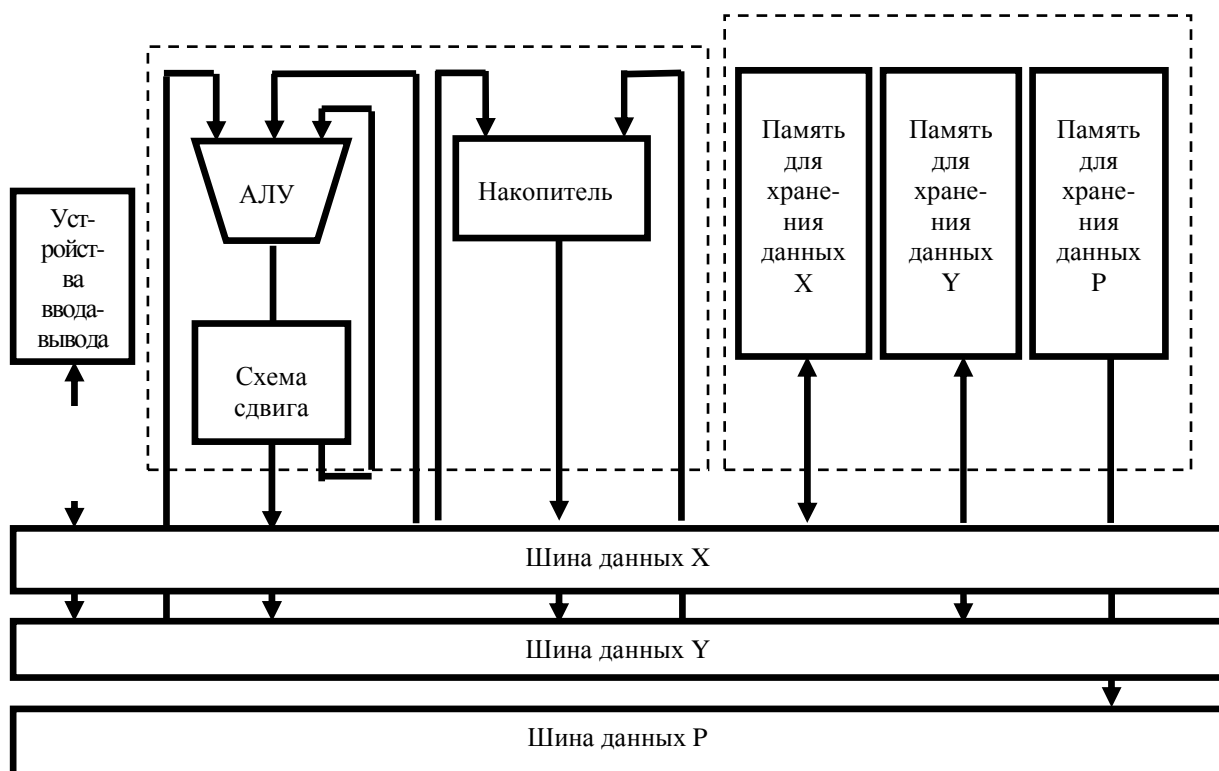 Уст-
ройст-
ва
ввода-
вывода
АЛУ
Схема
сдвига
Накопитель
Память
для
хране-
ния
данных
X
Память
для
хране-
ния
данных
Y
Память
для
хране-
ния
данных
P
Шина данных X
Шина данных Y
Шина данных P